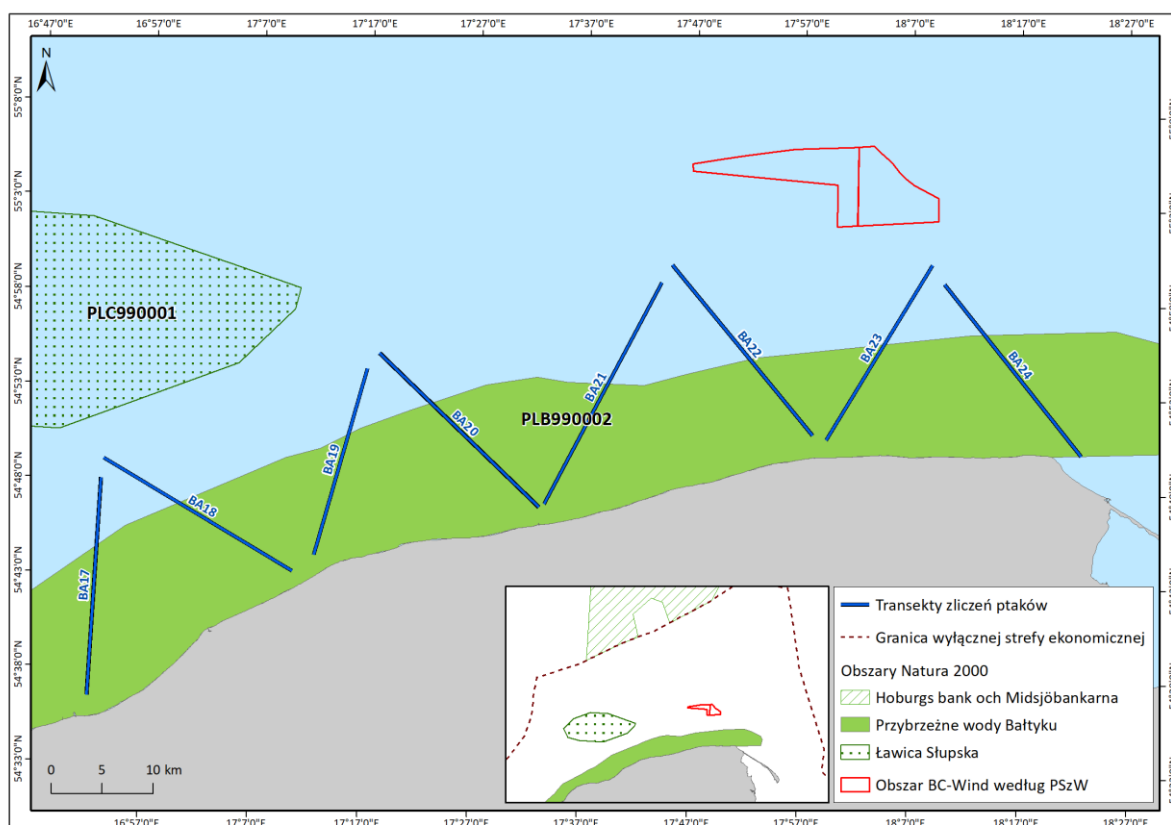 16°47'0"E 16°57'0"E 17°7'0"E 17°17'0"E 17°27'0"E 17°37'0"E 17°47'0"E 17°57'0"E 18°7'0"E 18°17'0"E 18°27'0"E
N
55°8'0"N
55°3'0"N
54°58'0"N
54°53'0"N
54°48'0"N
54°43'0"N
54°38'0"N
54°33'0"N
PLC990001
PLB990002
BA17
BA18
BA19
BA20
BA21
BA22
BA23
BA24
0 5 10 km
Transekty zliczeń ptaków
Granica wyłącznej strefy ekonomicznej
Obszary Natura 2000
Hoburgs bank och Midsjöbankarna
Przybrzeżne wody Bałtyku
Ławica Słupska
Obszar BC-Wind według PSzW
16°57'0"E 17°7'0"E 17°17'0"E 17°27'0"E 17°37'0"E 17°47'0"E 17°57'0"E 18°7'0"E 18°17'0"E 18°27'0"E